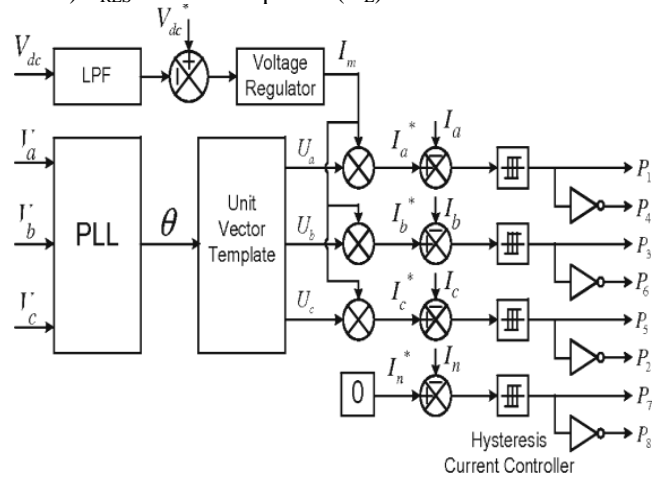 V_dc*
V_dc
LPF
Voltage
Regulator
I_m
V_a
V_b
V_c
PLL
θ
Unit
Vector
Template
U_a
U_b
U_c
I_a*
I_a
I_b*
I_b
I_c*
I_c
0
I_n*
I_n
P_1
P_4
P_3
P_6
P_5
P_2
P_7
P_8
Hysteresis
Current Controller